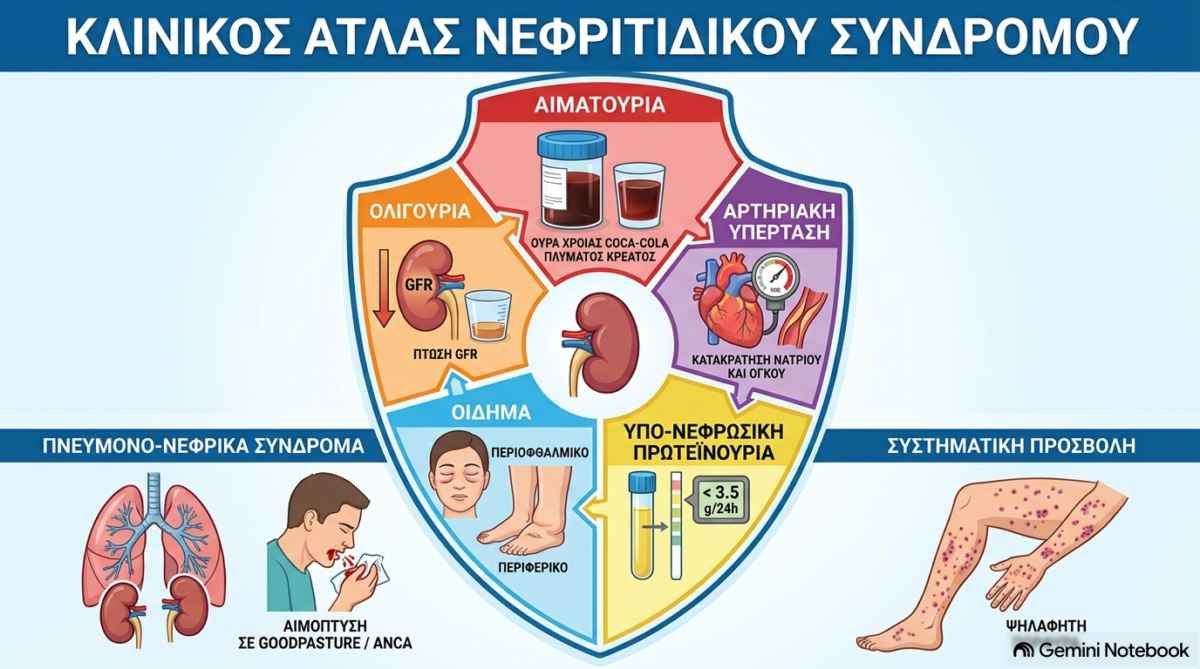 ΚΛΙΝΙΚΟΣ ΑΤΛΑΣ ΝΕΦΡΙΤΙΔΙΚΟΥ ΣΥΝΔΡΟΜΟΥ
ΑΙΜΑΤΟΥΡΙΑ
ΟΥΡΑ ΧΡΟΙΑΣ COCA-COLA
ΠΛΥΜΑΤΟΣ ΚΡΕΑΤΟΣ
ΑΡΤΗΡΙΑΚΗ
ΥΠΕΡΤΑΣΗ
ΚΑΤΑΚΡΑΤΗΣΗ ΝΑΤΡΙΟΥ
ΚΑΙ ΟΓΚΟΥ
ΥΠΟ-ΝΕΦΡΩΣΙΚΗ
ΠΡΩΤΕΪΝΟΥΡΙΑ
< 3.5
g/24h
ΟΙΔΗΜΑ
ΠΕΡΙΟΦΘΑΛΜΙΚΟ
ΠΕΡΙΦΕΡΙΚΟ
ΟΛΙΓΟΥΡΙΑ
GFR
ΠΤΩΣΗ GFR
ΠΝΕΥΜΟΝΟ-ΝΕΦΡΙΚΑ ΣΥΝΔΡΟΜΑ
ΑΙΜΟΠΤΥΣΗ
ΣΕ GOODPASTURE / ANCA
ΣΥΣΤΗΜΑΤΙΚΗ ΠΡΟΣΒΟΛΗ
ΨΗΛΑΦΗΤΗ
Gemini Notebook